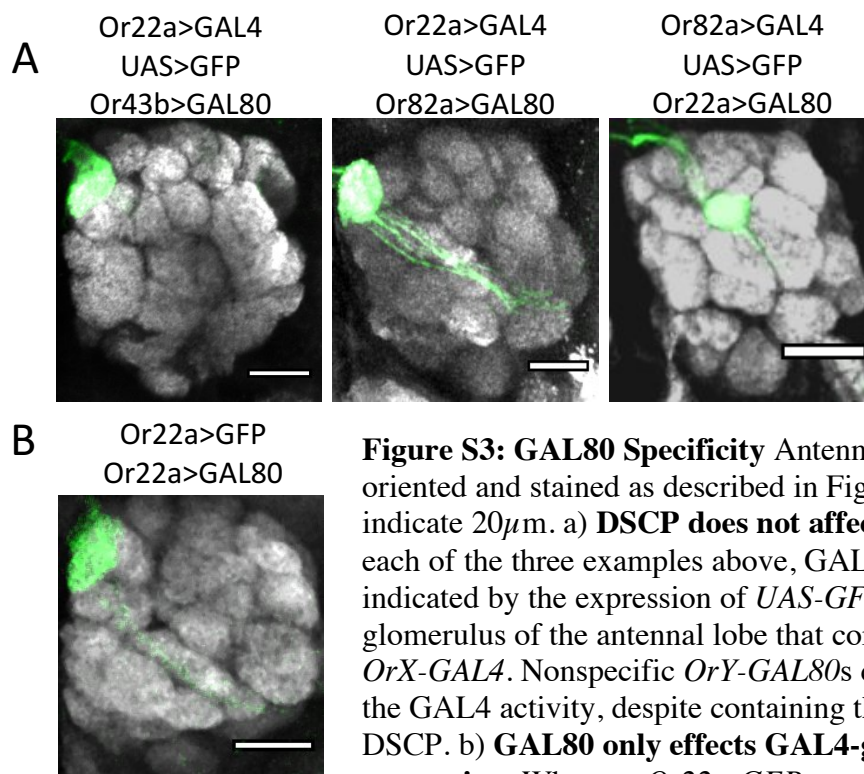 A
Or22a>GAL4
UAS>GFP
Or43b>GAL80
Or22a>GAL4
UAS>GFP
Or82a>GAL80
Or82a>GAL4
UAS>GFP
Or22a>GAL80
B
Or22a>GFP
Or22a>GAL80
Figure S3: GAL80 Specificity Antenn
oriented and stained as described in Fig
indicate 20µm. a) DSCP does not affec
each of the three examples above, GAL
indicated by the expression of UAS-GF
glomerulus of the antennal lobe that co
OrX-GAL4. Nonspecific OrY-GAL80s
the GAL4 activity, despite containing th
DSCP. b) GAL80 only effects GAL4-g